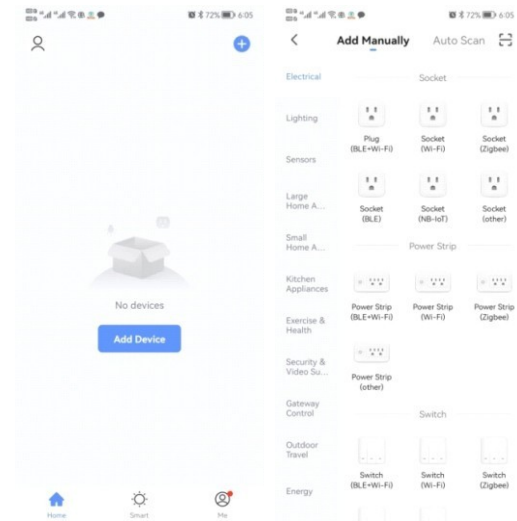 72% 6:05
No devices
Add Device
Home
Smart
Me
72% 6:05
Add Manually
Auto Scan
Electrical
Lighting
Sensors
Large
Home A...
Small
Home A...
Kitchen
Appliances
Exercise &
Health
Security &
Video Su...
Gateway
Control
Outdoor
Travel
Energy
Socket
Plug
(BLE+Wi-Fi)
Socket
(Wi-Fi)
Socket
(Zigbee)
Socket
(BLE)
Socket
(NB-IoT)
Socket
(other)
Power Strip
Power Strip
(BLE+Wi-Fi)
Power Strip
(Wi-Fi)
Power Strip
(Zigbee)
Power Strip
(other)
Switch
Switch
(BLE+Wi-Fi)
Switch
(Wi-Fi)
Switch
(Zigbee)